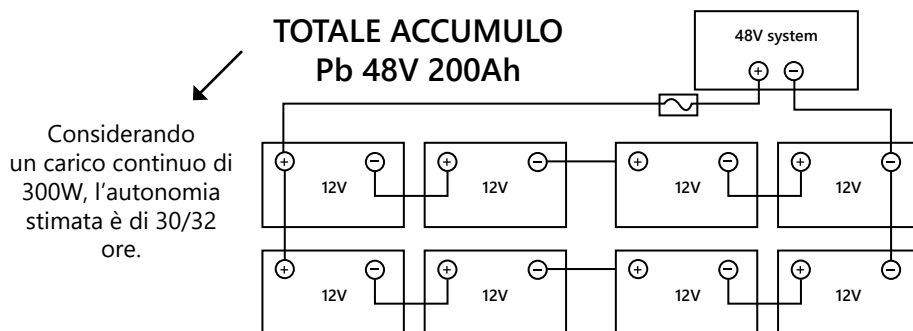 TOTALE ACCUMULO
Pb 48V 200Ah
48V system
+ −
Considerando
un carico continuo di
300W, l'autonomia
stimata è di 30/32
ore.
+ − + − + − + −
12V 12V 12V 12V
+ − + − + − + −
12V 12V 12V 12V